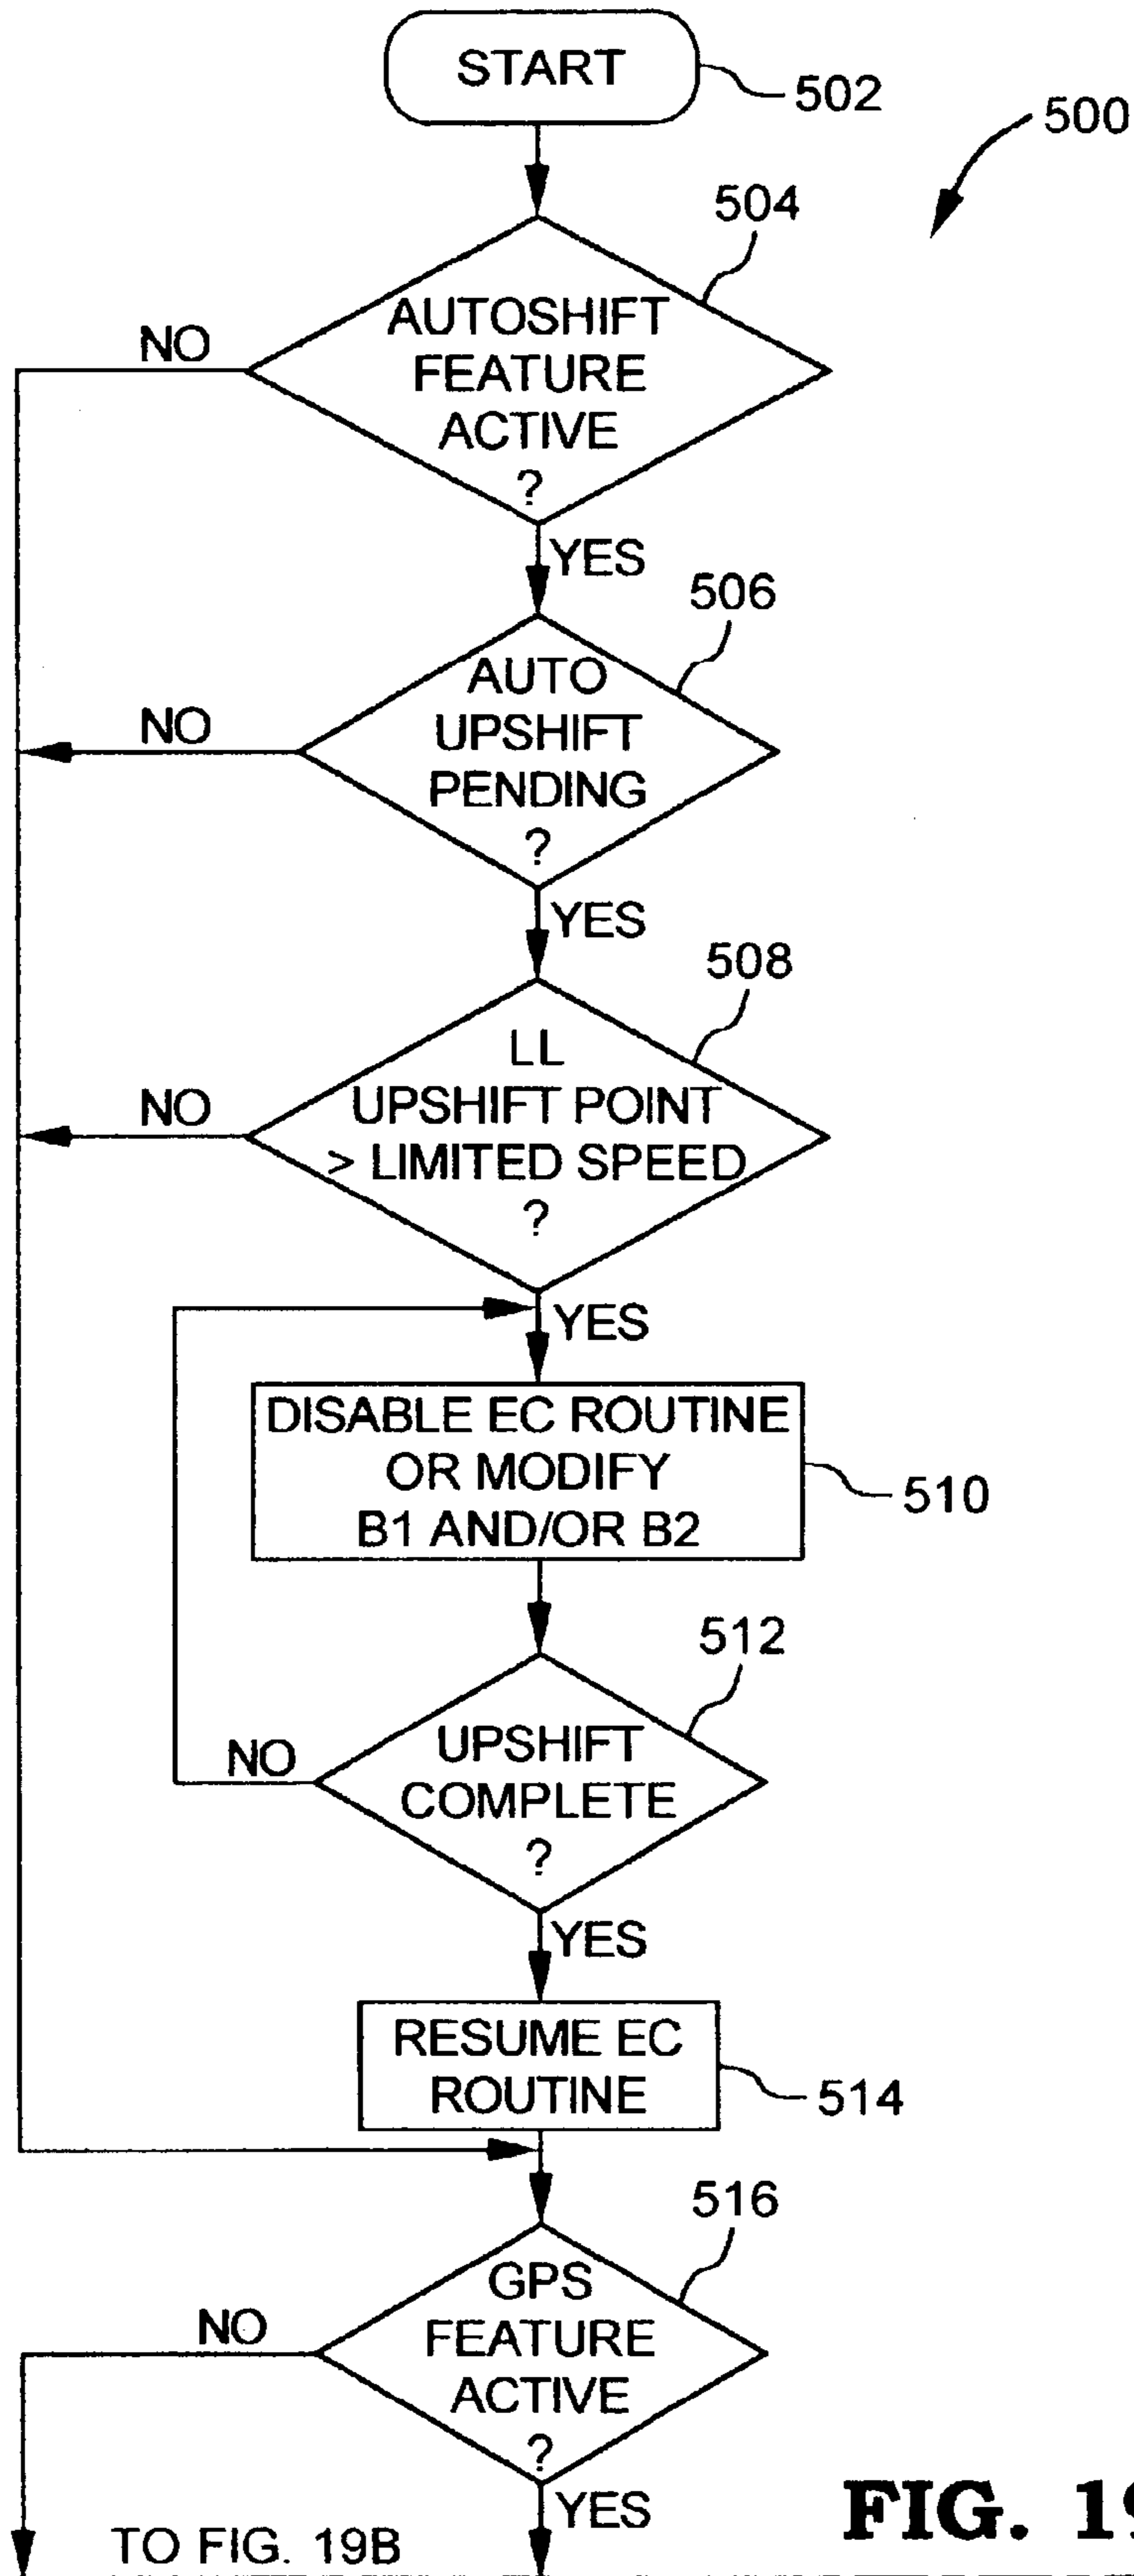 START
502
500
504
AUTOSHIFT
FEATURE
ACTIVE
?
NO
YES
506
AUTO
UPSHIFT
PENDING
?
NO
YES
508
LL
UPSHIFT POINT
> LIMITED SPEED
?
NO
YES
DISABLE EC ROUTINE
OR MODIFY
B1 AND/OR B2
510
512
UPSHIFT
COMPLETE
?
NO
YES
RESUME EC
ROUTINE
514
516
GPS
FEATURE
ACTIVE
?
NO
YES
TO FIG. 19B
FIG. 19